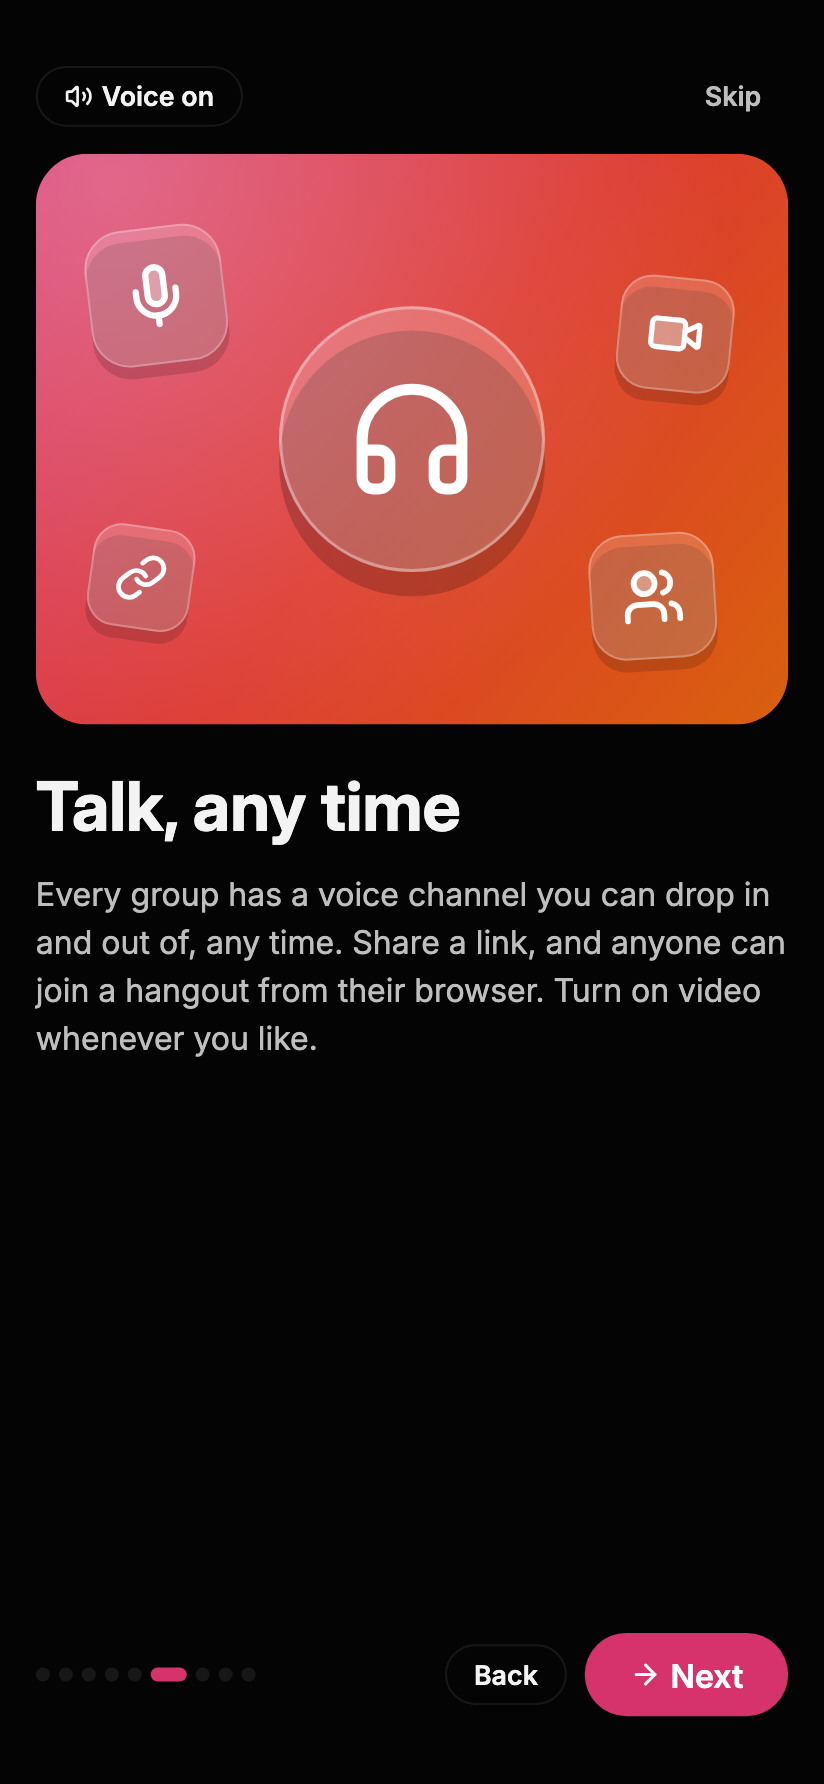 Voice on
Skip
Talk, any time
Every group has a voice channel you can drop in
and out of, any time. Share a link, and anyone can
join a hangout from their browser. Turn on video
whenever you like.
Back
Next